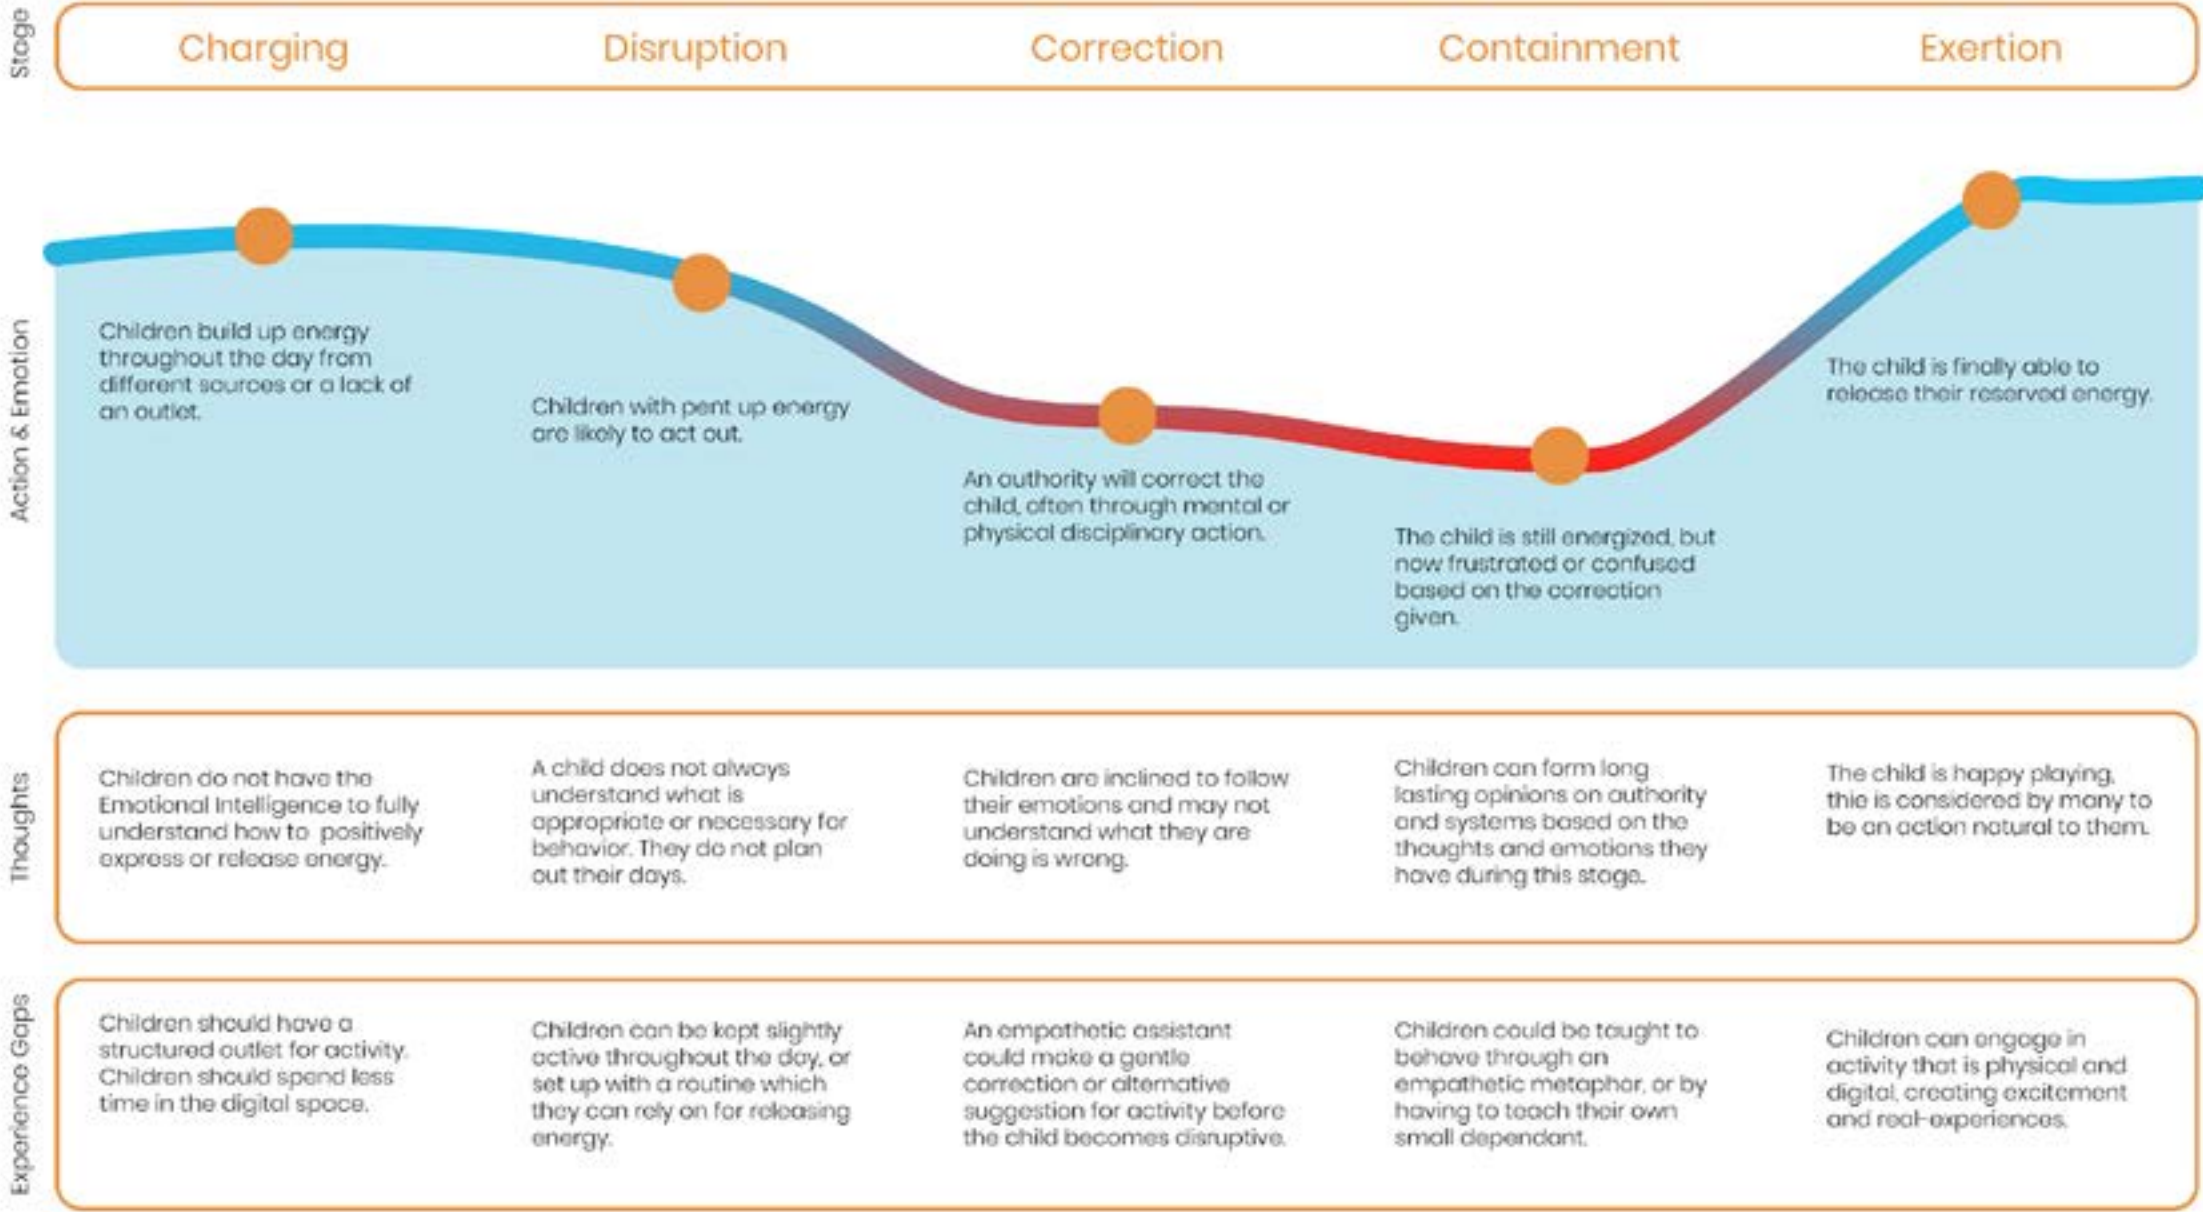 Stage
Charging
Disruption
Correction
Containment
Exertion
Action & Emotion
Children build up energy
throughout the day from
different sources or a lack of
an outlet.
Children with pent up energy
are likely to act out.
An authority will correct the
child, often through mental or
physical disciplinary action.
The child is still energized, but
now frustrated or confused
based on the correction
given.
The child is finally able to
release their reserved energy.
Thoughts
Children do not have the
Emotional Intelligence to fully
understand how to positively
express or release energy.
A child does not always
understand what is
appropriate or necessary for
behavior. They do not plan
out their days.
Children are inclined to follow
their emotions and may not
understand what they are
doing is wrong.
Children can form long
lasting opinions on authority
and systems based on the
thoughts and emotions they
have during this stage.
The child is happy playing,
thie is considered by many to
be an action natural to them.
Experience Gaps
Children should have a
structured outlet for activity.
Children should spend less
time in the digital space.
Children can be kept slightly
active throughout the day, or
set up with a routine which
they can rely on for releasing
energy.
An empathetic assistant
could make a gentle
correction or alternative
suggestion for activity before
the child becomes disruptive.
Children could be taught to
behave through an
empathetic metaphor, or by
having to teach their own
small dependant.
Children can engage in
activity that is physical and
digital, creating excitement
and real-experiences.